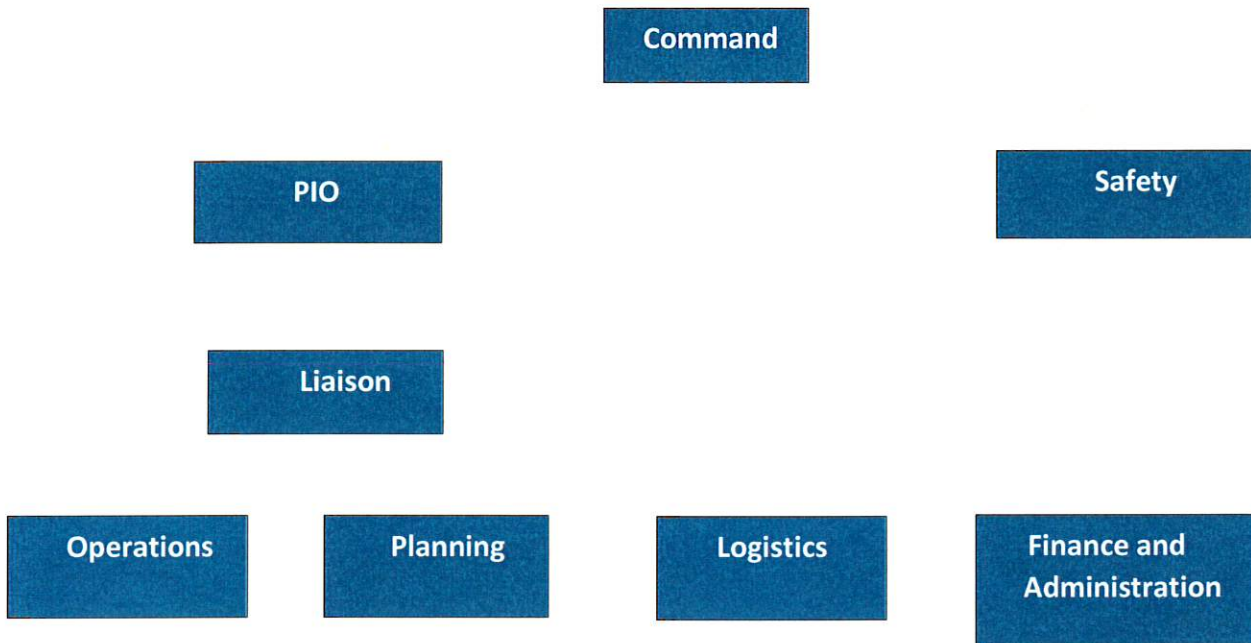 Command
PIO
Safety
Liaison
Operations
Planning
Logistics
Finance and
Administration